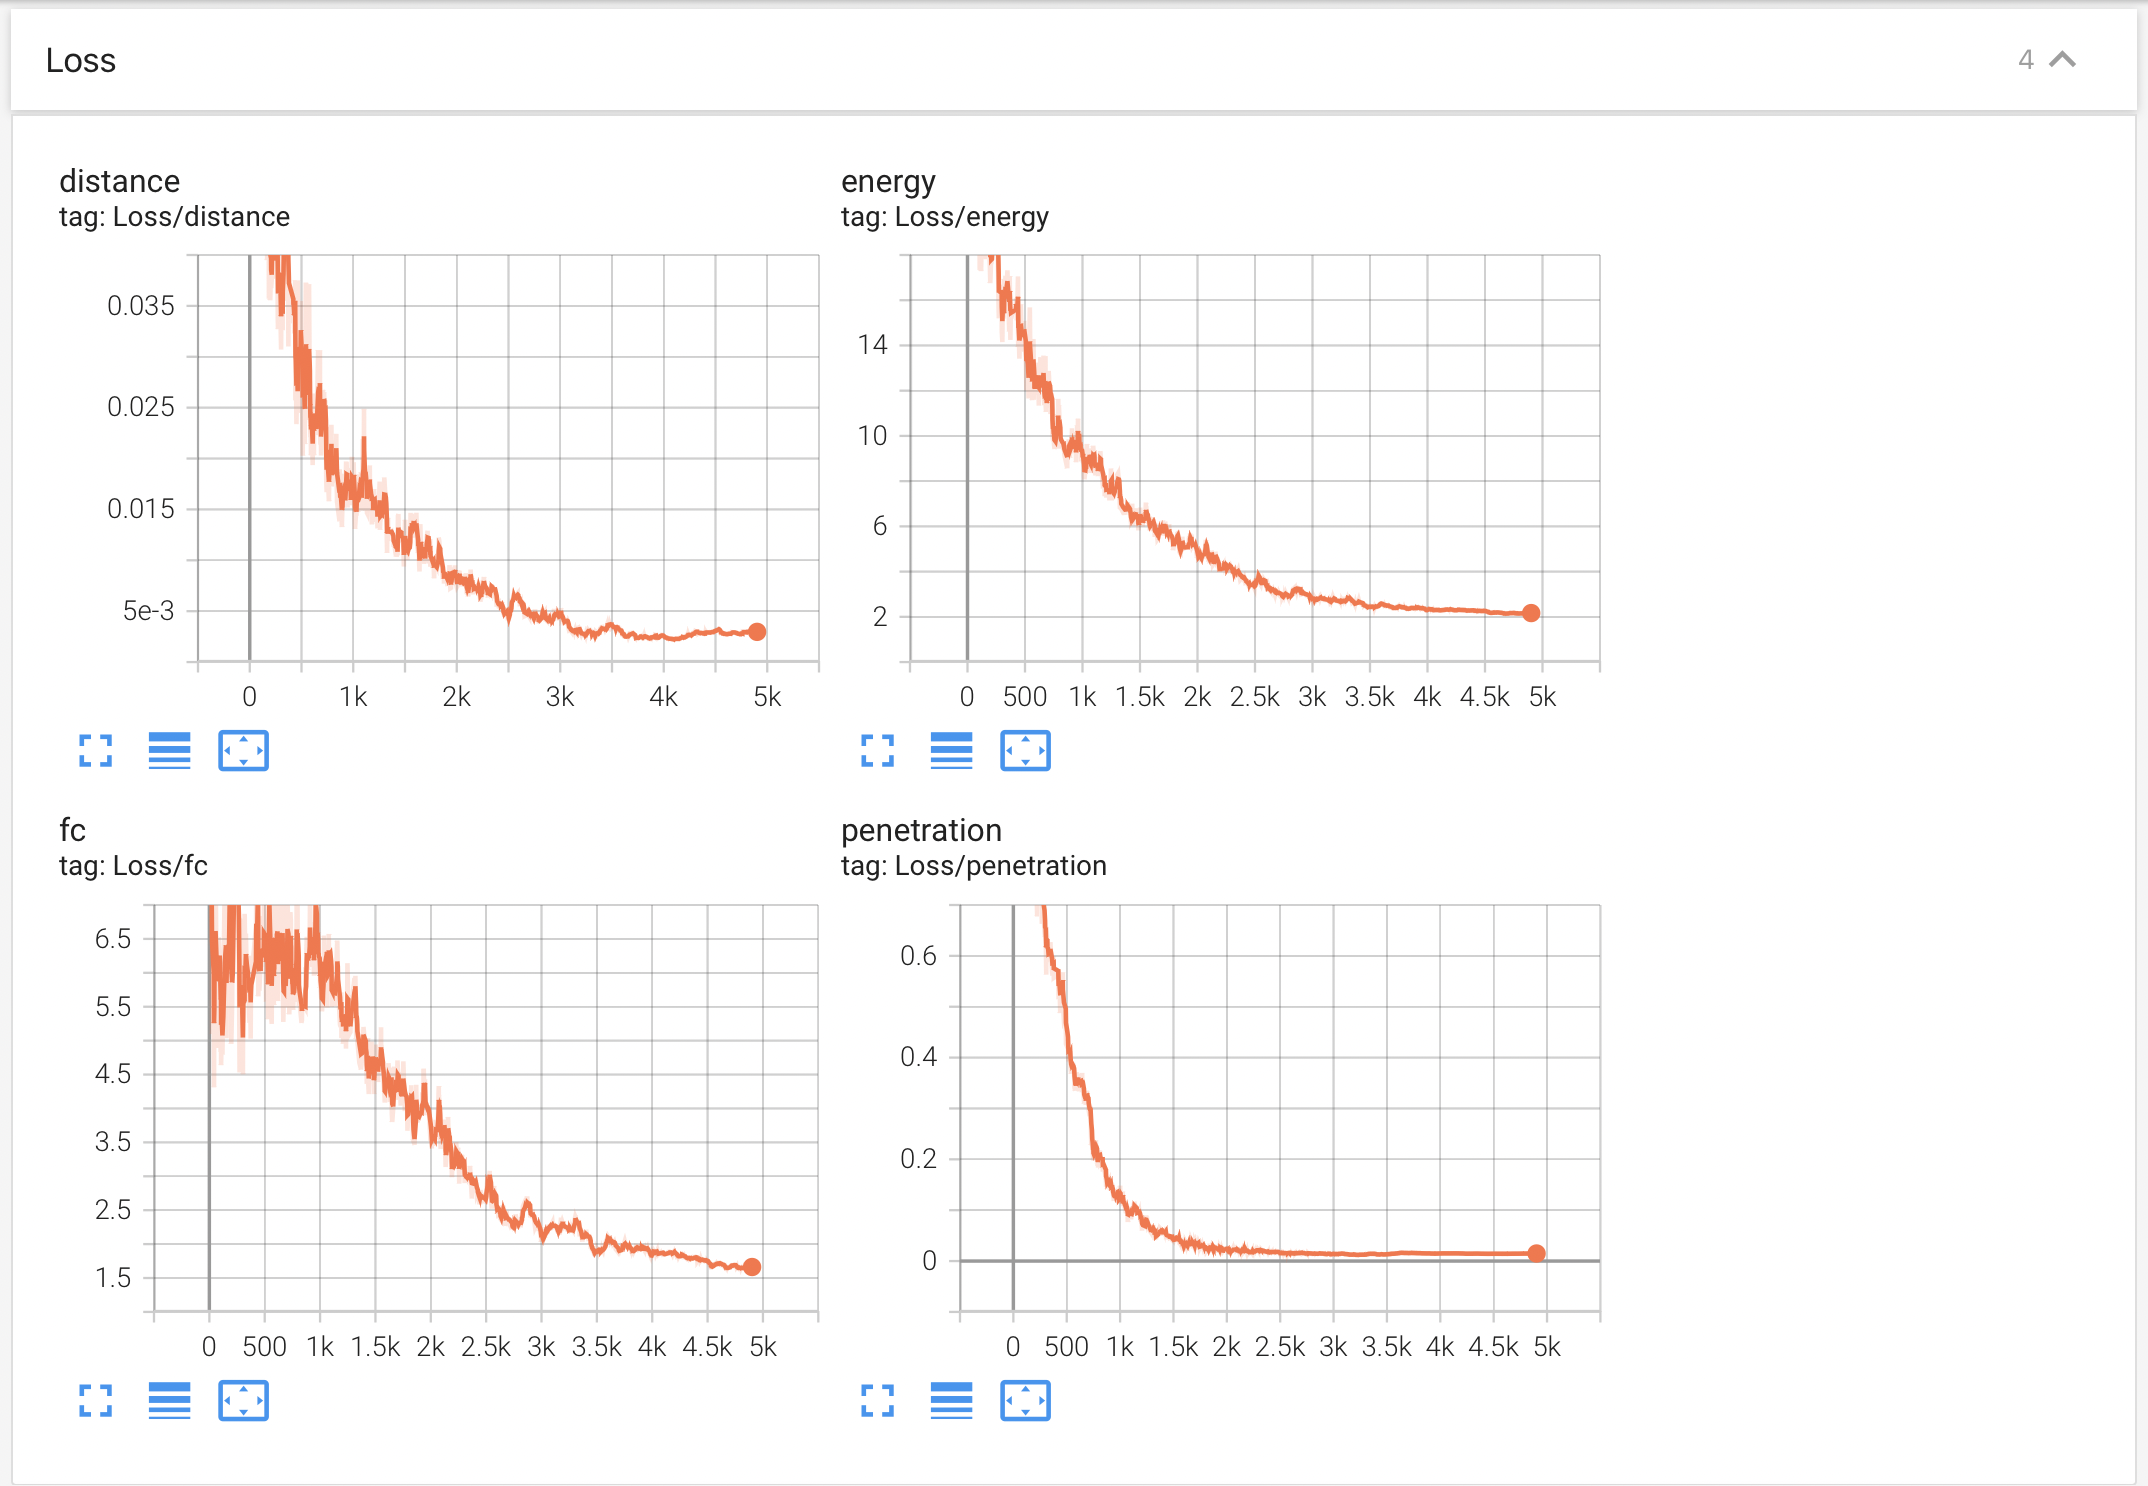 Loss
4
distance
tag: Loss/distance
0.035
0.025
0.015
5e-3
0 1k 2k 3k 4k 5k
energy
tag: Loss/energy
14
10
6
2
0 500 1k 1.5k 2k 2.5k 3k 3.5k 4k 4.5k 5k
fc
tag: Loss/fc
6.5
5.5
4.5
3.5
2.5
1.5
0 500 1k 1.5k 2k 2.5k 3k 3.5k 4k 4.5k 5k
penetration
tag: Loss/penetration
0.6
0.4
0.2
0
0 500 1k 1.5k 2k 2.5k 3k 3.5k 4k 4.5k 5k